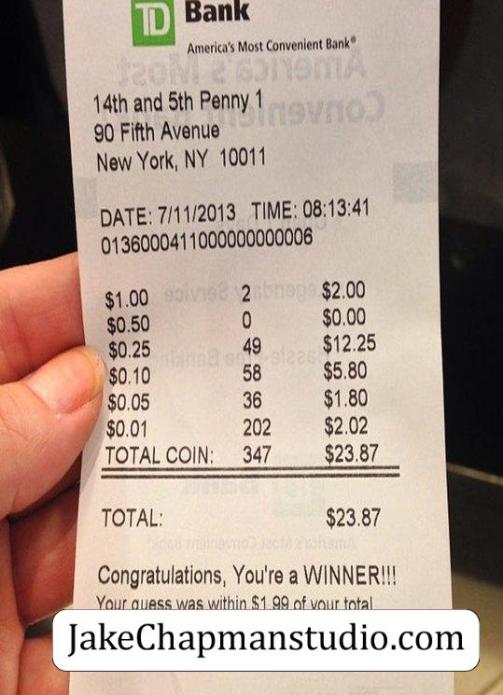 TD Bank
America's Most Convenient Bank®
14th and 5th Penny 1
90 Fifth Avenue
New York, NY 10011
DATE: 7/11/2013 TIME: 08:13:41
0136000411000000000006
$1.00 2 $2.00
$0.50 0 $0.00
$0.25 49 $12.25
$0.10 58 $5.80
$0.05 36 $1.80
$0.01 202 $2.02
TOTAL COIN: 347 $23.87
TOTAL: $23.87
Congratulations, You're a WINNER!!!
Your guess was within $1.99 of your total
JakeChapmanstudio.com